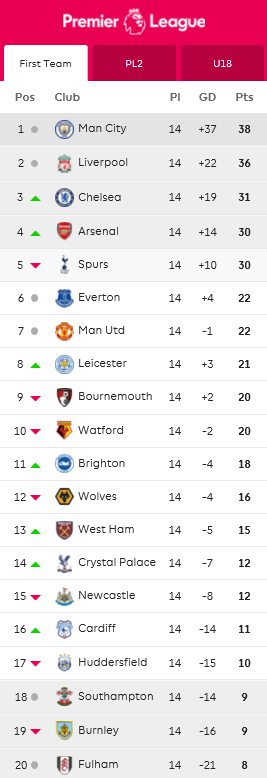 Premier League
First Team PL2 U18
Pos Club Pl GD Pts
1 Man City 14 +37 38
2 Liverpool 14 +22 36
3 Chelsea 14 +19 31
4 Arsenal 14 +14 30
5 Spurs 14 +10 30
6 Everton 14 +4 22
7 Man Utd 14 -1 22
8 Leicester 14 +3 21
9 Bournemouth 14 +2 20
10 Watford 14 -2 20
11 Brighton 14 -4 18
12 Wolves 14 -4 16
13 West Ham 14 -5 15
14 Crystal Palace 14 -7 12
15 Newcastle 14 -8 12
16 Cardiff 14 -14 11
17 Huddersfield 14 -15 10
18 Southampton 14 -14 9
19 Burnley 14 -16 9
20 Fulham 14 -21 8